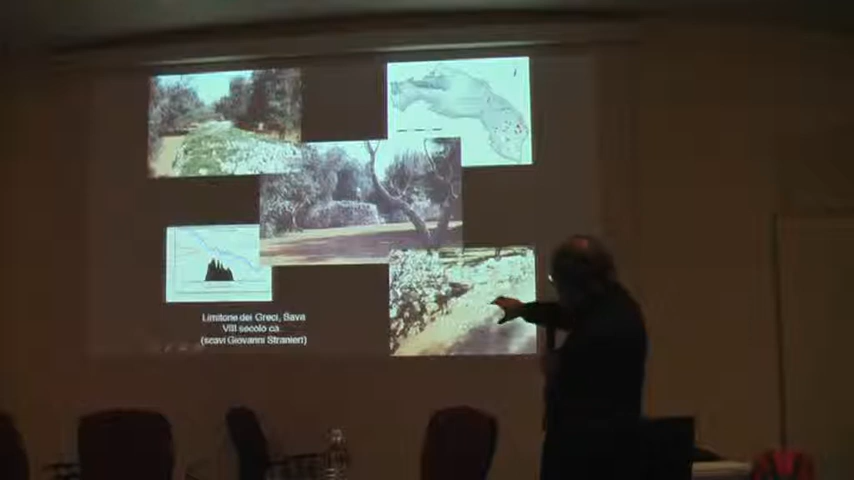 Limitone dei Greci, Sava
VIII secolo ca.
(scavi Giovanni Stranieri)